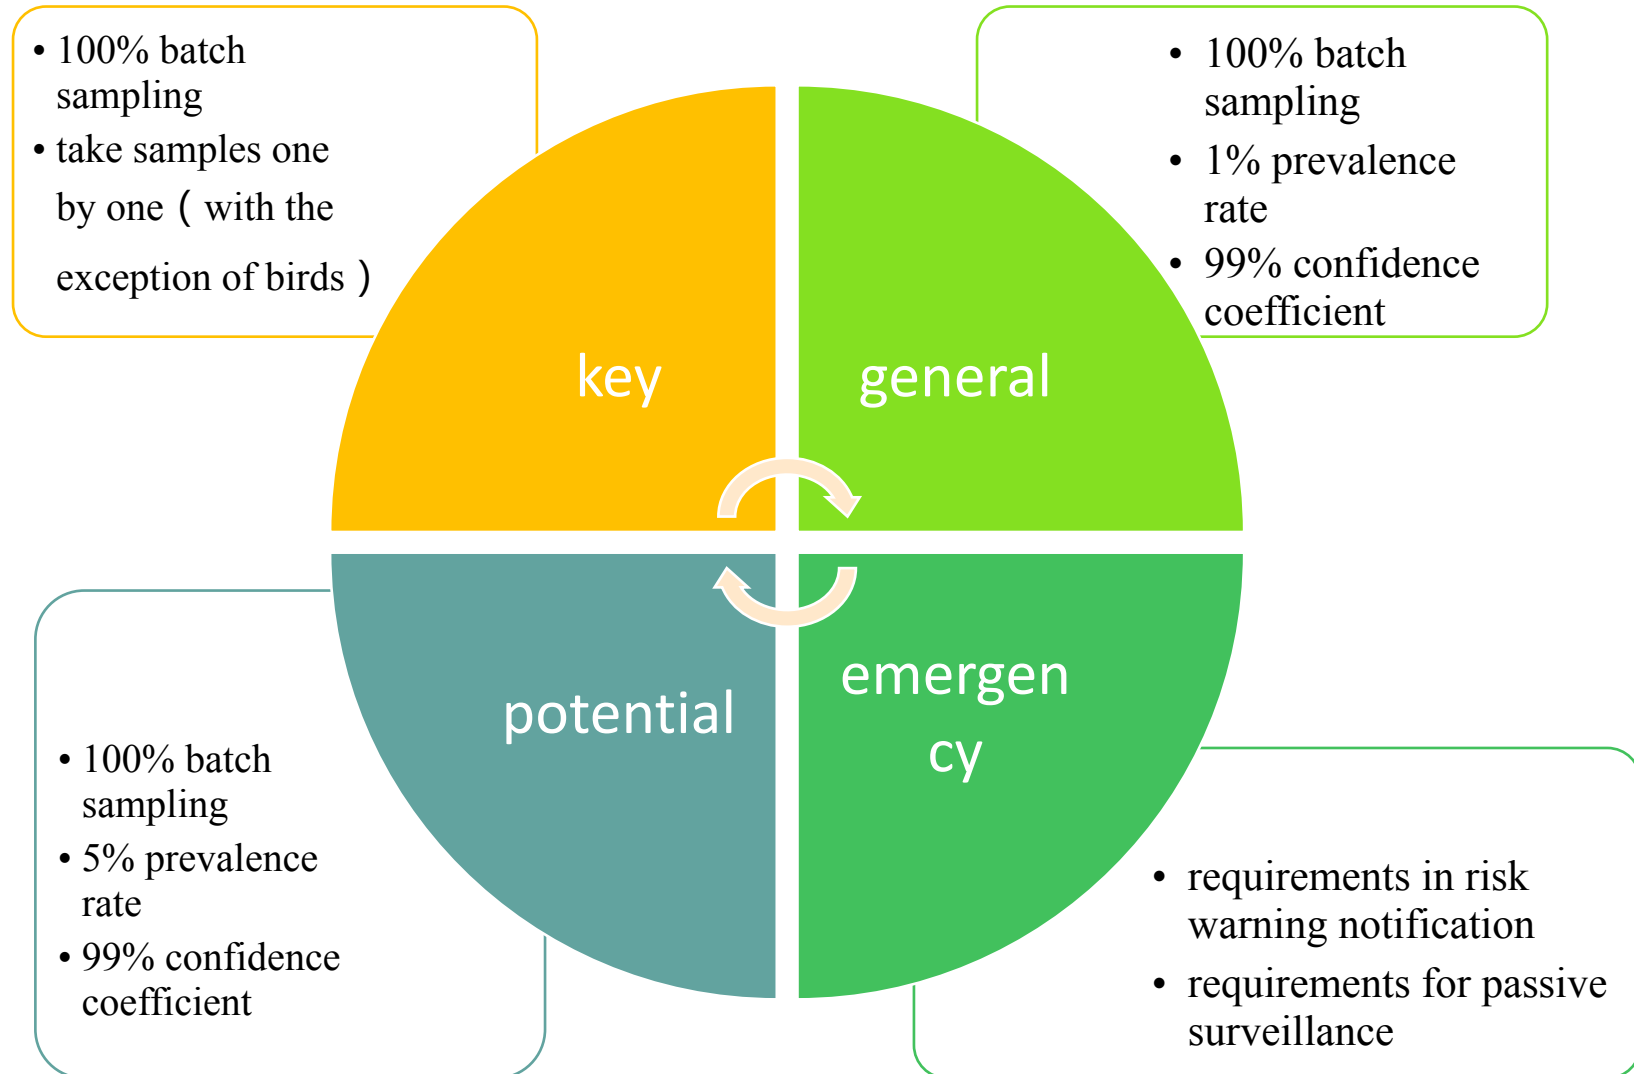 • 100% batch
sampling
• take samples one
by one ( with the
exception of birds )
• 100% batch
sampling
• 1% prevalence
rate
• 99% confidence
coefficient
key
general
potential
emergen
cy
• 100% batch
sampling
• 5% prevalence
rate
• 99% confidence
coefficient
• requirements in risk
warning notification
• requirements for passive
surveillance